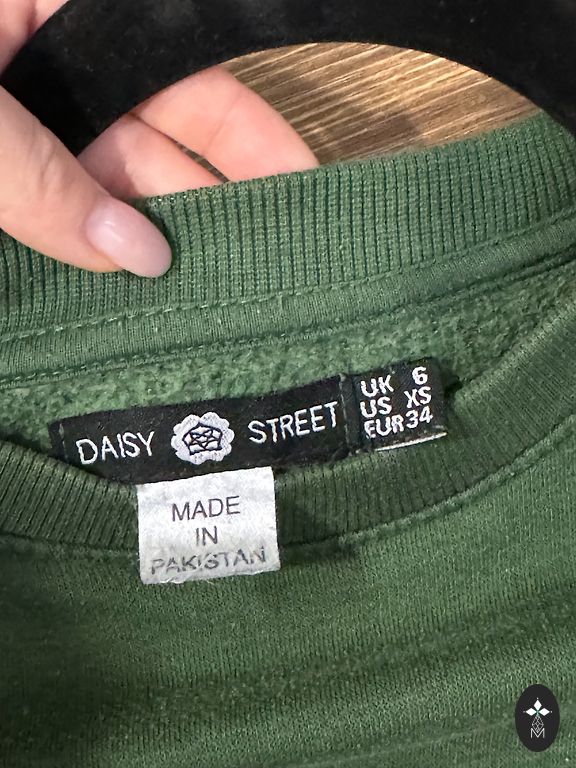 DAISY STREET
UK 6
US XS
EUR 34
MADE
IN
PAKISTAN
M